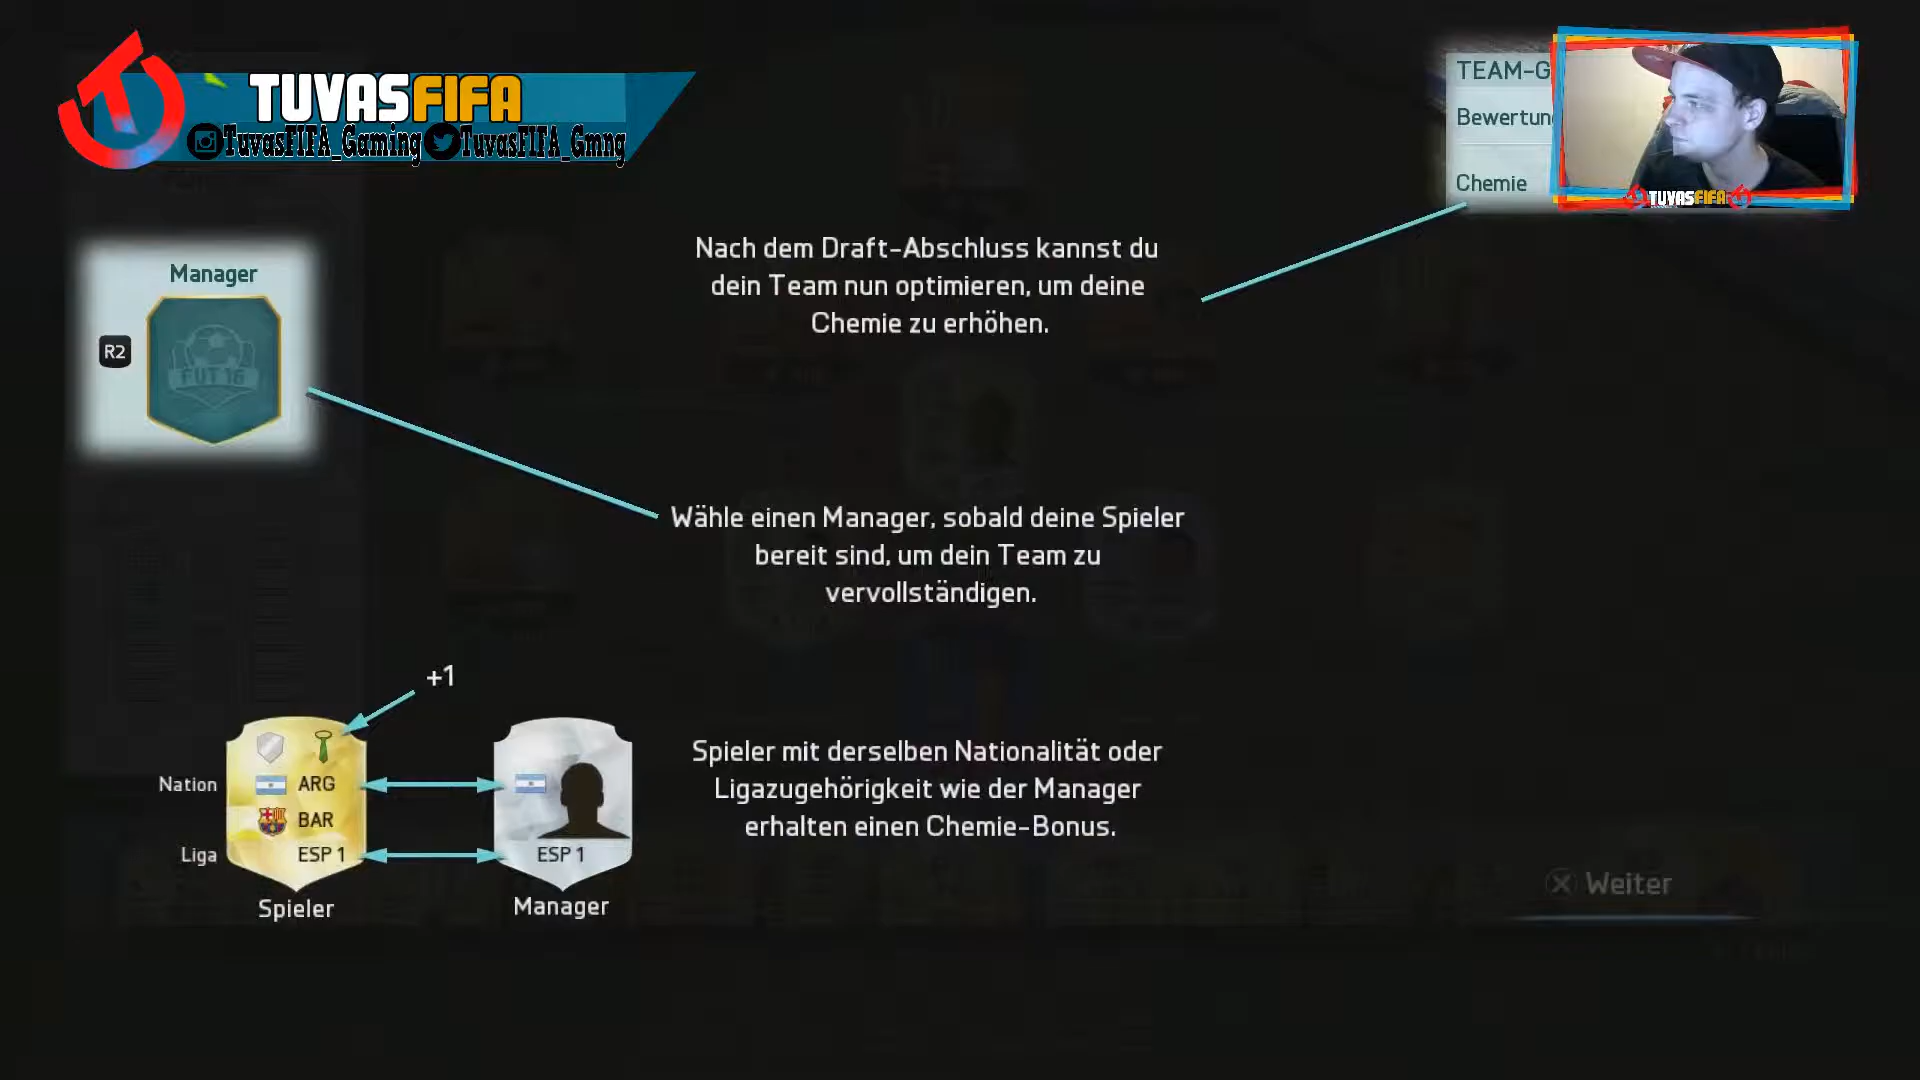 TUVASFIFA
TuvasFIFA_Gaming TuvasFIFA_Gmng
TEAM-G
Bewertun
Chemie
TUVASFIFA
Nach dem Draft-Abschluss kannst du
dein Team nun optimieren, um deine
Chemie zu erhöhen.
Manager
R2
FUT 16
Wähle einen Manager, sobald deine Spieler
bereit sind, um dein Team zu
vervollständigen.
+1
Nation
ARG
BAR
Liga
ESP 1
Spieler
ESP 1
Manager
Spieler mit derselben Nationalität oder
Ligazugehörigkeit wie der Manager
erhalten einen Chemie-Bonus.
Weiter